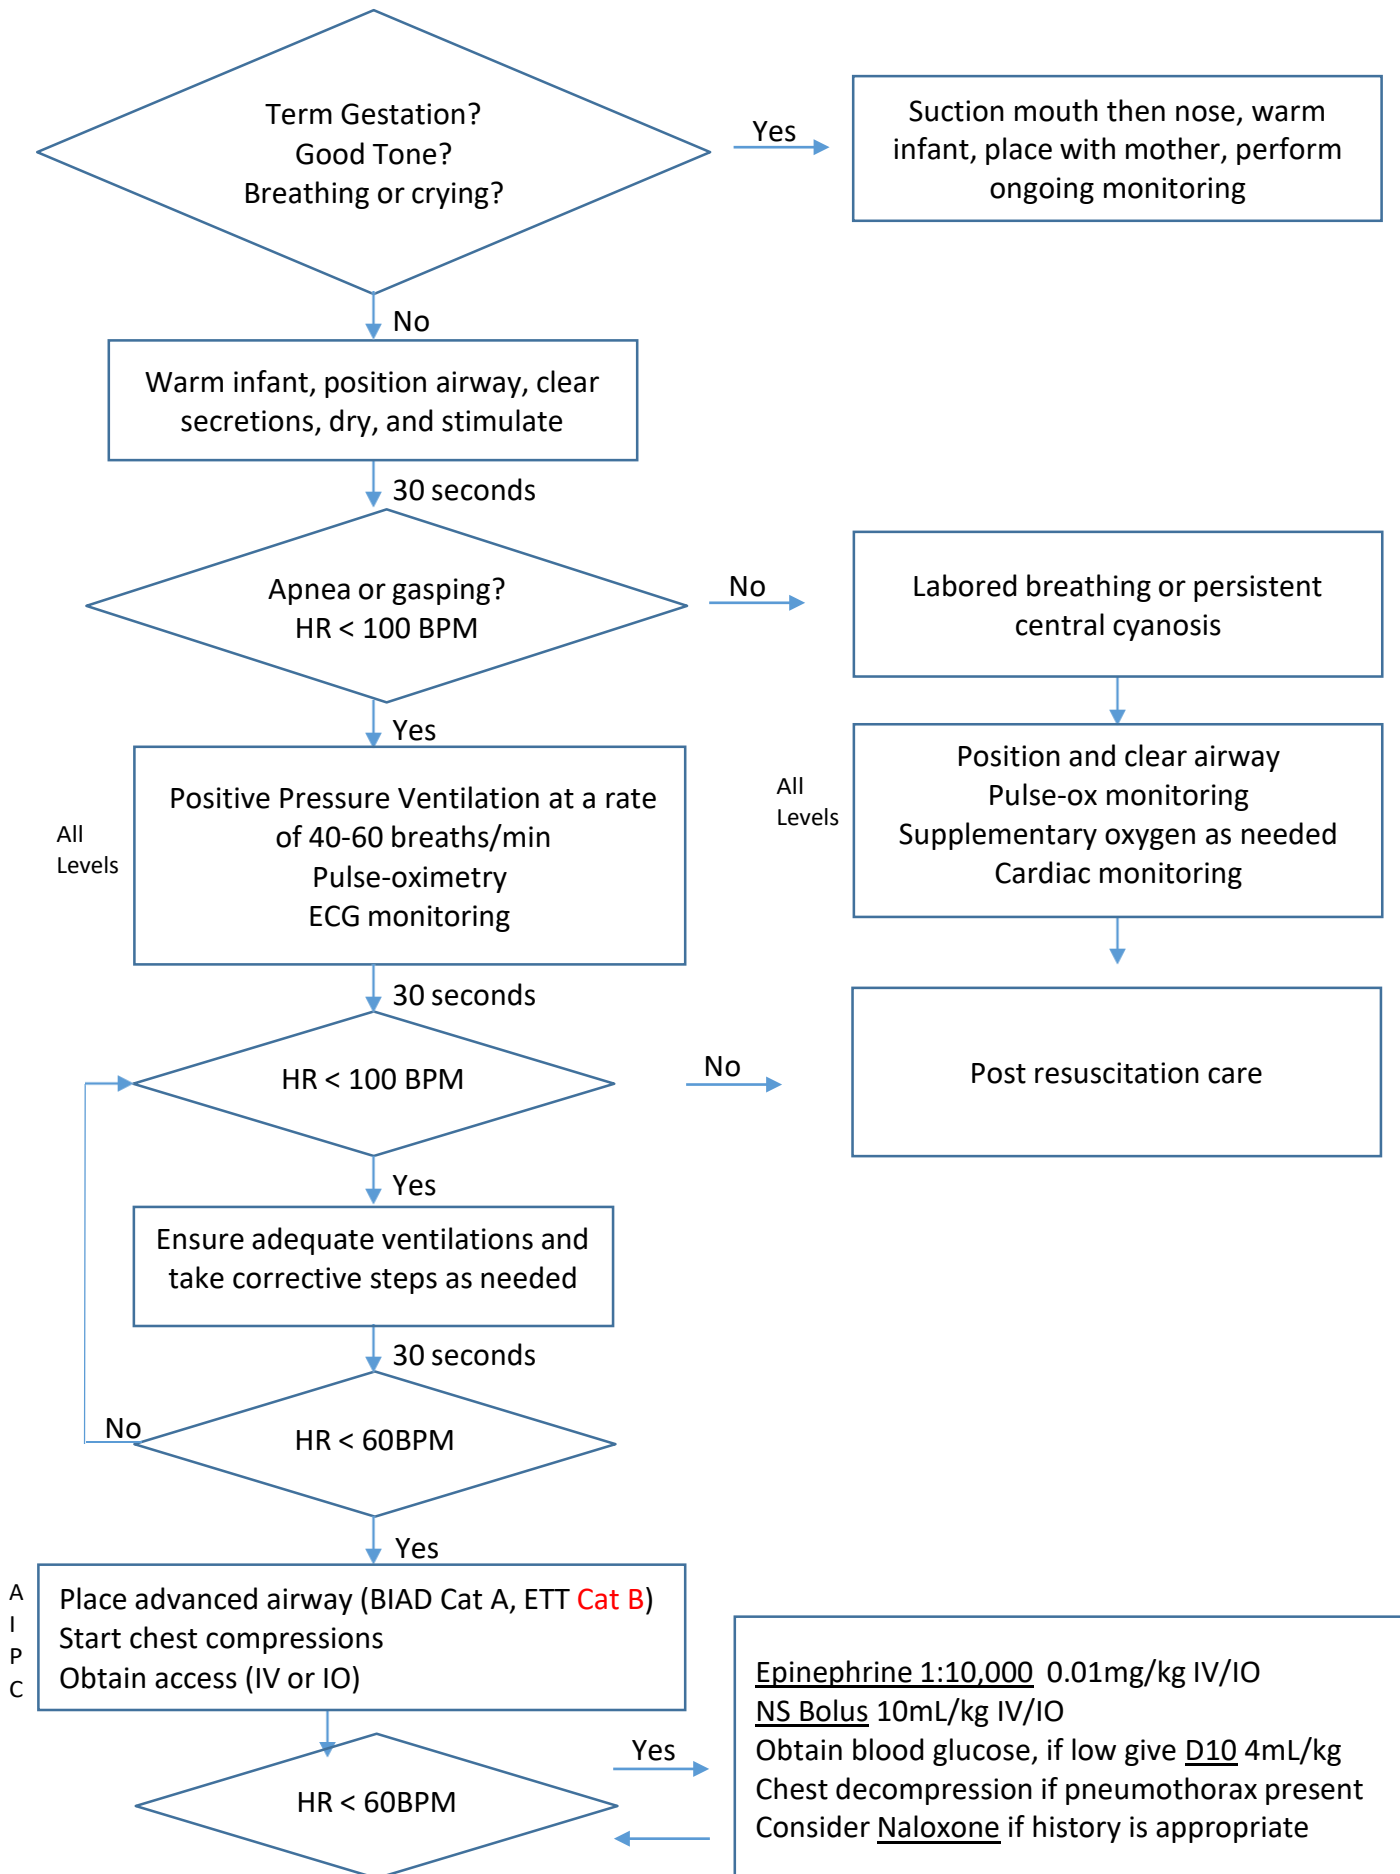 Term Gestation?
Good Tone?
Breathing or crying?
Yes
Suction mouth then nose, warm
infant, place with mother, perform
ongoing monitoring
No
Warm infant, position airway, clear
secretions, dry, and stimulate
30 seconds
Apnea or gasping?
HR < 100 BPM
No
Labored breathing or persistent
central cyanosis
Yes
All
Levels
Positive Pressure Ventilation at a rate
of 40-60 breaths/min
Pulse-oximetry
ECG monitoring
All
Levels
Position and clear airway
Pulse-ox monitoring
Supplementary oxygen as needed
Cardiac monitoring
30 seconds
HR < 100 BPM
No
Post resuscitation care
Yes
Ensure adequate ventilations and
take corrective steps as needed
30 seconds
HR < 60BPM
No
Yes
A
I
P
C
Place advanced airway (BIAD Cat A, ETT Cat B)
Start chest compressions
Obtain access (IV or IO)
HR < 60BPM
Yes
Epinephrine 1:10,000 0.01mg/kg IV/IO
NS Bolus 10mL/kg IV/IO
Obtain blood glucose, if low give D10 4mL/kg
Chest decompression if pneumothorax present
Consider Naloxone if history is appropriate